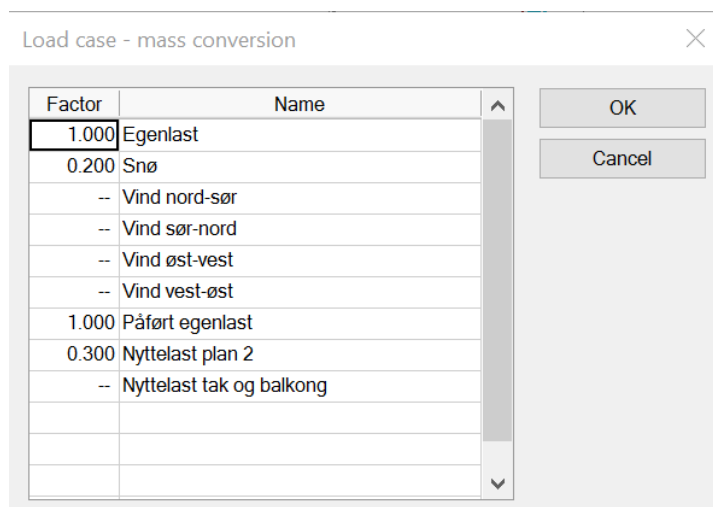 Load case - mass conversion
Factor Name
OK
Cancel
1.000 Egenlast
0.200 Snø
-- Vind nord-sør
-- Vind sør-nord
-- Vind øst-vest
-- Vind vest-øst
1.000 Påført egenlast
0.300 Nyttelast plan 2
-- Nyttelast tak og balkong